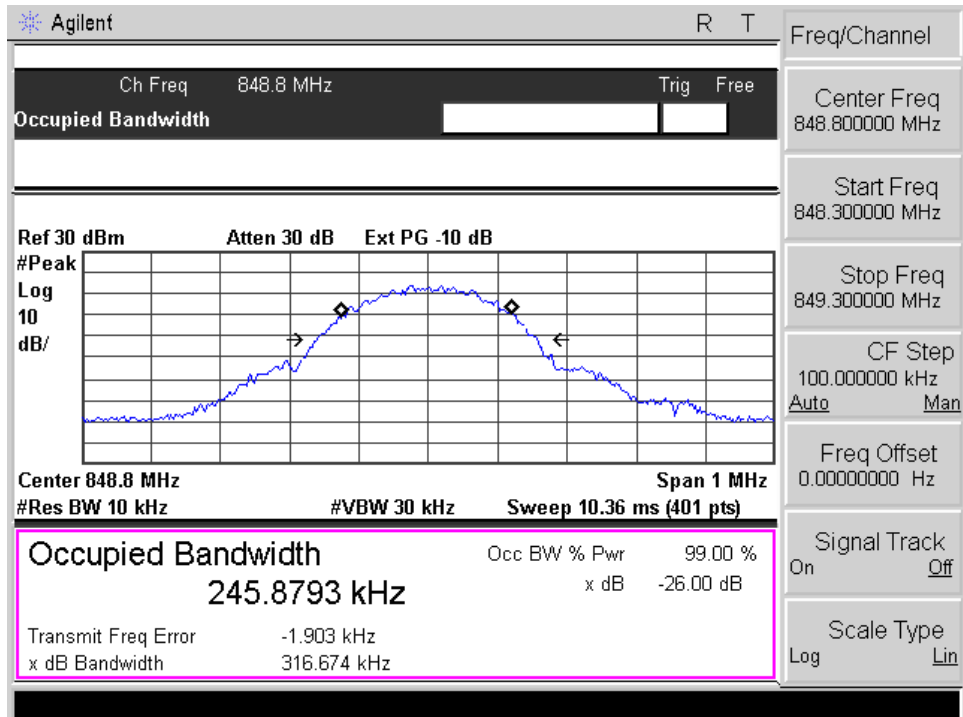 Agilent R T
Ch Freq 848.8 MHz Trig Free
Occupied Bandwidth
Ref 30 dBm Atten 30 dB Ext PG -10 dB
#Peak
Log
10
dB/
Center 848.8 MHz Span 1 MHz
#Res BW 10 kHz #VBW 30 kHz Sweep 10.36 ms (401 pts)
Occupied Bandwidth
245.8793 kHz
Occ BW % Pwr 99.00 %
x dB -26.00 dB
Transmit Freq Error -1.903 kHz
x dB Bandwidth 316.674 kHz
Freq/Channel
Center Freq
848.800000 MHz
Start Freq
848.300000 MHz
Stop Freq
849.300000 MHz
CF Step
100.000000 kHz
Auto Man
Freq Offset
0.00000000 Hz
Signal Track
On Off
Scale Type
Log Lin